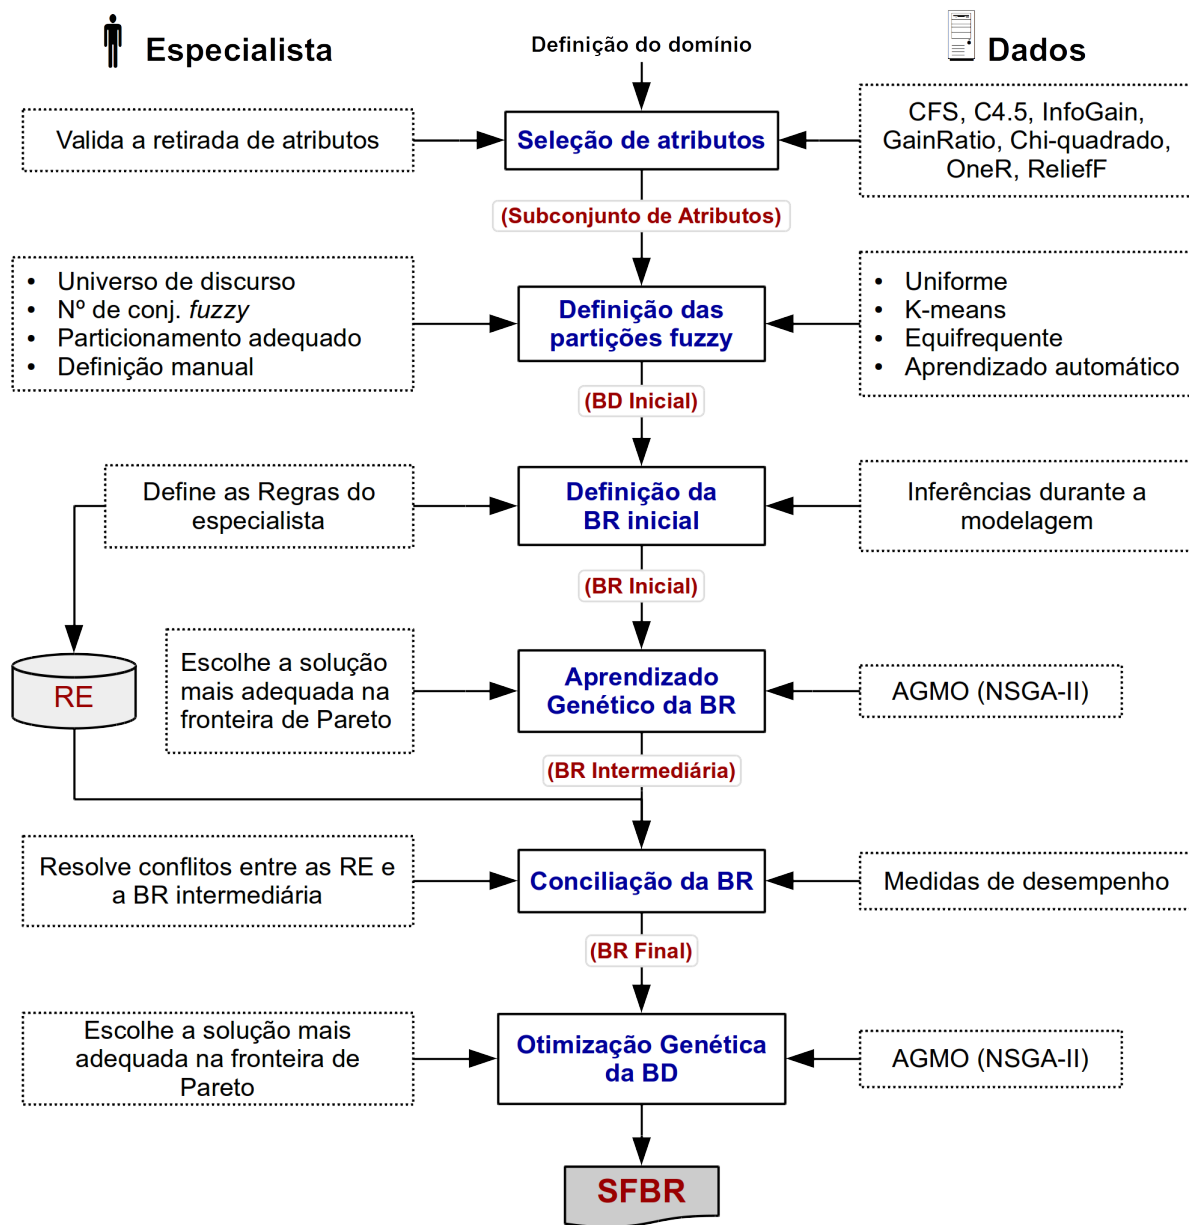 Especialista
Definição do domínio
Dados
Valida a retirada de atributos
Seleção de atributos
CFS, C4.5, InfoGain,
GainRatio, Chi-quadrado,
OneR, ReliefF
(Subconjunto de Atributos)
• Universo de discurso
• Nº de conj. fuzzy
• Particionamento adequado
• Definição manual
Definição das
partições fuzzy
• Uniforme
• K-means
• Equifrequente
• Aprendizado automático
(BD Inicial)
Define as Regras do
especialista
Definição da
BR inicial
Inferências durante a
modelagem
(BR Inicial)
RE
Escolhe a solução
mais adequada na
fronteira de Pareto
Aprendizado
Genético da BR
AGMO (NSGA-II)
(BR Intermediária)
Resolve conflitos entre as RE e
a BR intermediária
Conciliação da BR
Medidas de desempenho
(BR Final)
Escolhe a solução mais
adequada na fronteira de
Pareto
Otimização Genética
da BD
AGMO (NSGA-II)
SFBR